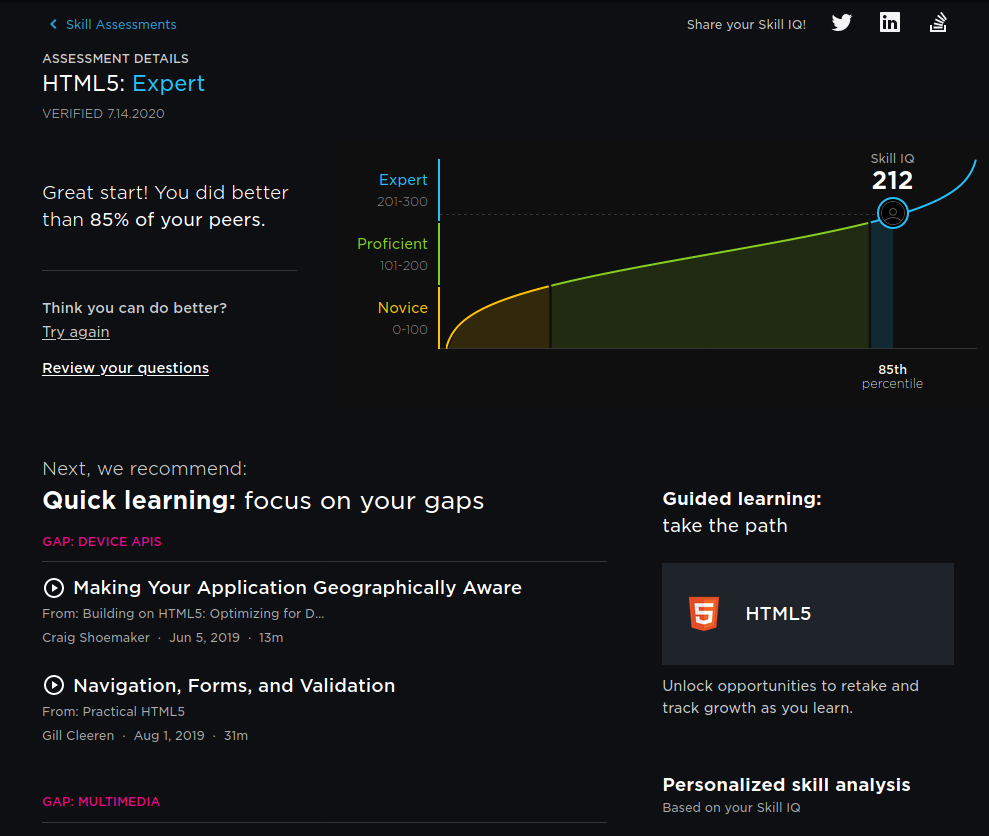 Skill Assessments
Share your Skill IQ!
ASSESSMENT DETAILS
HTML5: Expert
VERIFIED 7.14.2020
Great start! You did better
than 85% of your peers.
Think you can do better?
Try again
Review your questions
Expert
201-300
Proficient
101-200
Novice
0-100
Skill IQ
212
85th
percentile
Next, we recommend:
Quick learning: focus on your gaps
GAP: DEVICE APIS
Making Your Application Geographically Aware
From: Building on HTML5: Optimizing for D...
Craig Shoemaker · Jun 5, 2019 · 13m
Navigation, Forms, and Validation
From: Practical HTML5
Gill Cleeren · Aug 1, 2019 · 31m
GAP: MULTIMEDIA
Guided learning:
take the path
HTML5
Unlock opportunities to retake and
track growth as you learn.
Personalized skill analysis
Based on your Skill IQ